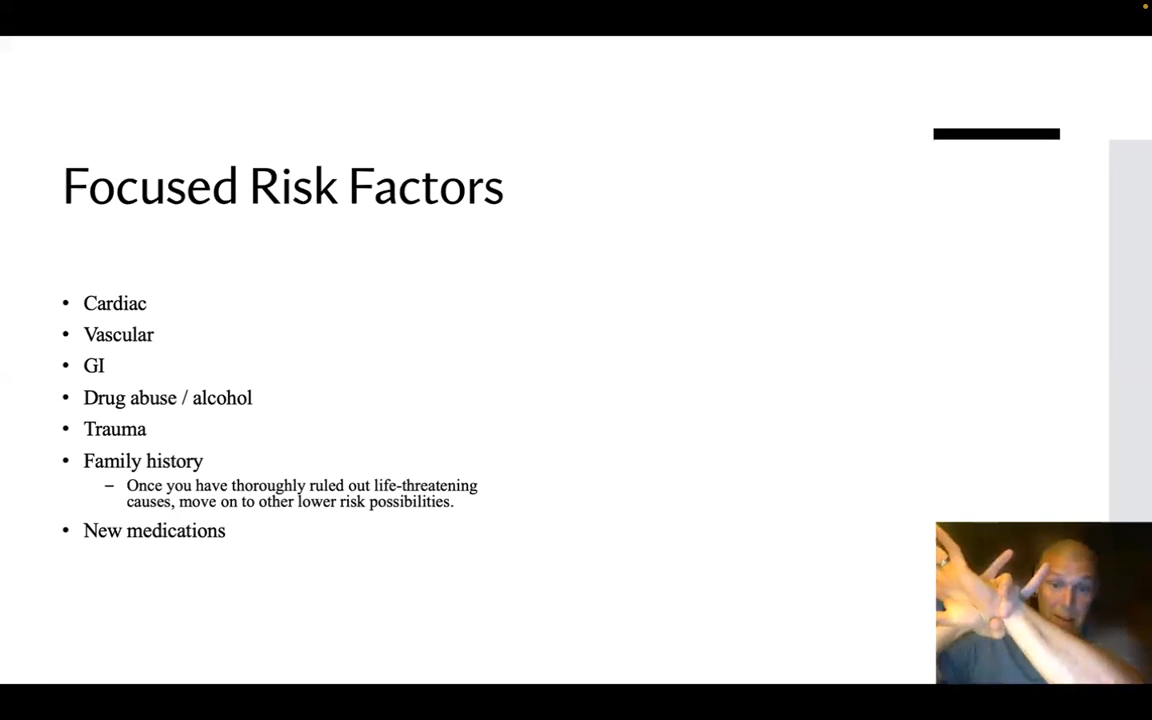 Focused Risk Factors
• Cardiac
• Vascular
• GI
• Drug abuse / alcohol
• Trauma
• Family history
– Once you have thoroughly ruled out life-threatening
causes, move on to other lower risk possibilities.
• New medications